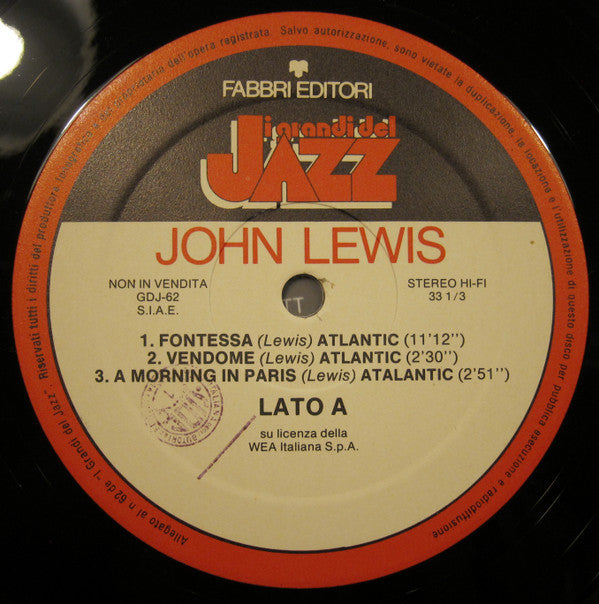 FABBRI EDITORI
i grandi del
JAZZ
JOHN LEWIS
NON IN VENDITA
GDJ-62
S.I.A.E.
STEREO HI-FI
33 1/3
1. FONTESSA (Lewis) ATLANTIC (11'12'')
2. VENDOME (Lewis) ATLANTIC (2'30'')
3. A MORNING IN PARIS (Lewis) ATALANTIC (2'51'')
LATO A
su licenza della
WEA Italiana S.p.A.
Allegato al n. 62 de "I Grandi del Jazz". Riservati tutti i diritti del produttore fonografico e del proprietario dell'opera registrata. Salvo autorizzazione, sono vietate la duplicazione, la locazione e l'utilizzazione di questo disco per pubblica esecuzione e radiodiffusione